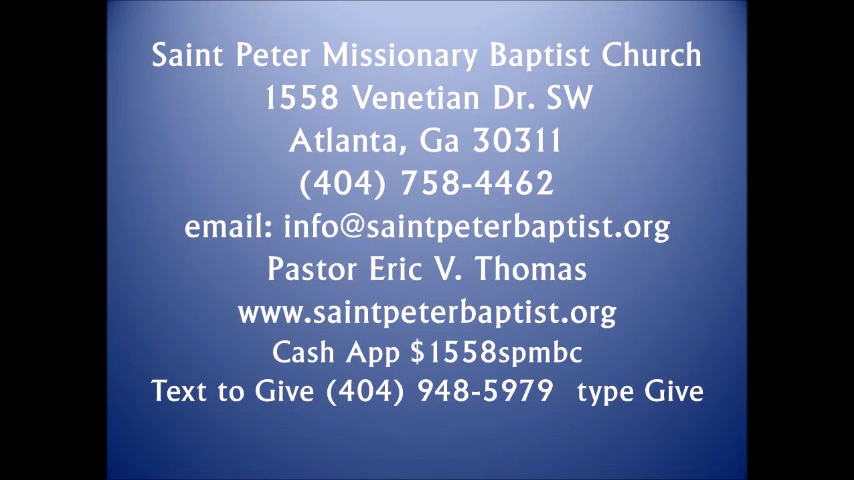 Saint Peter Missionary Baptist Church
1558 Venetian Dr. SW
Atlanta, Ga 30311
(404) 758-4462
email: info@saintpeterbaptist.org
Pastor Eric V. Thomas
www.saintpeterbaptist.org
Cash App $1558spmbc
Text to Give (404) 948-5979  type Give